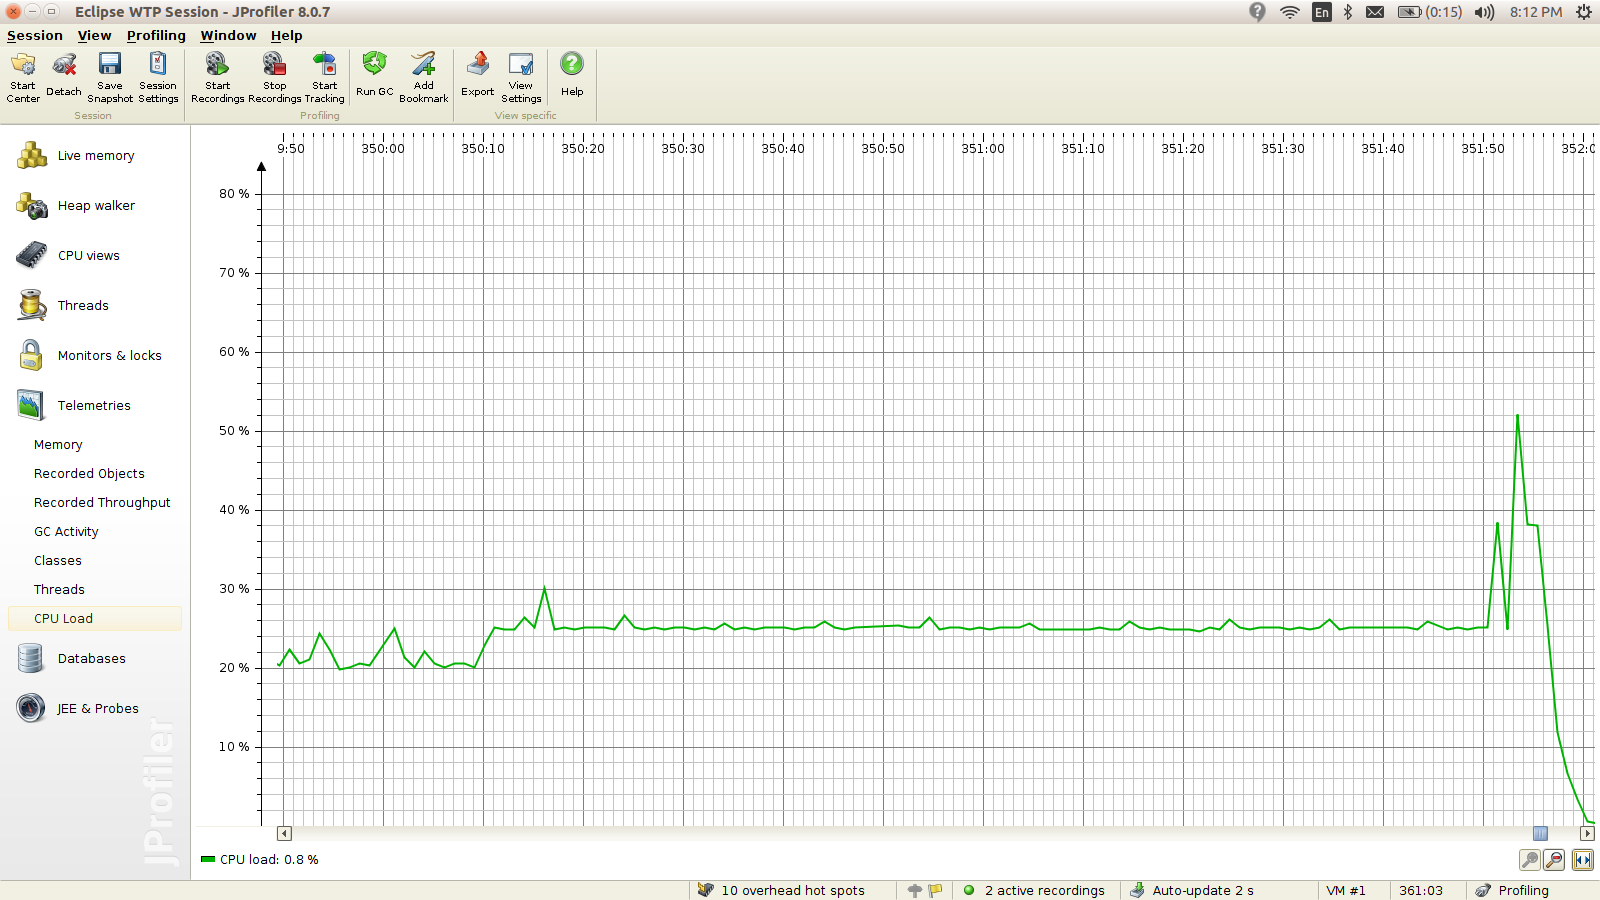 Eclipse WTP Session - JProfiler 8.0.7
En
(0:15)
8:12 PM
Session View Profiling Window Help
Start Center
Detach
Save Snapshot
Session Settings
Start Recordings
Stop Recordings
Start Tracking
Run GC
Add Bookmark
Export
View Settings
Help
Session
Profiling
View specific
Live memory
Heap walker
CPU views
Threads
Monitors & locks
Telemetries
Memory
Recorded Objects
Recorded Throughput
GC Activity
Classes
Threads
CPU Load
Databases
JEE & Probes
JProfiler
9:50 350:00 350:10 350:20 350:30 350:40 350:50 351:00 351:10 351:20 351:30 351:40 351:50 352:0
80 %
70 %
60 %
50 %
40 %
30 %
20 %
10 %
CPU load: 0.8 %
10 overhead hot spots
2 active recordings
Auto-update 2 s
VM #1
361:03
Profiling